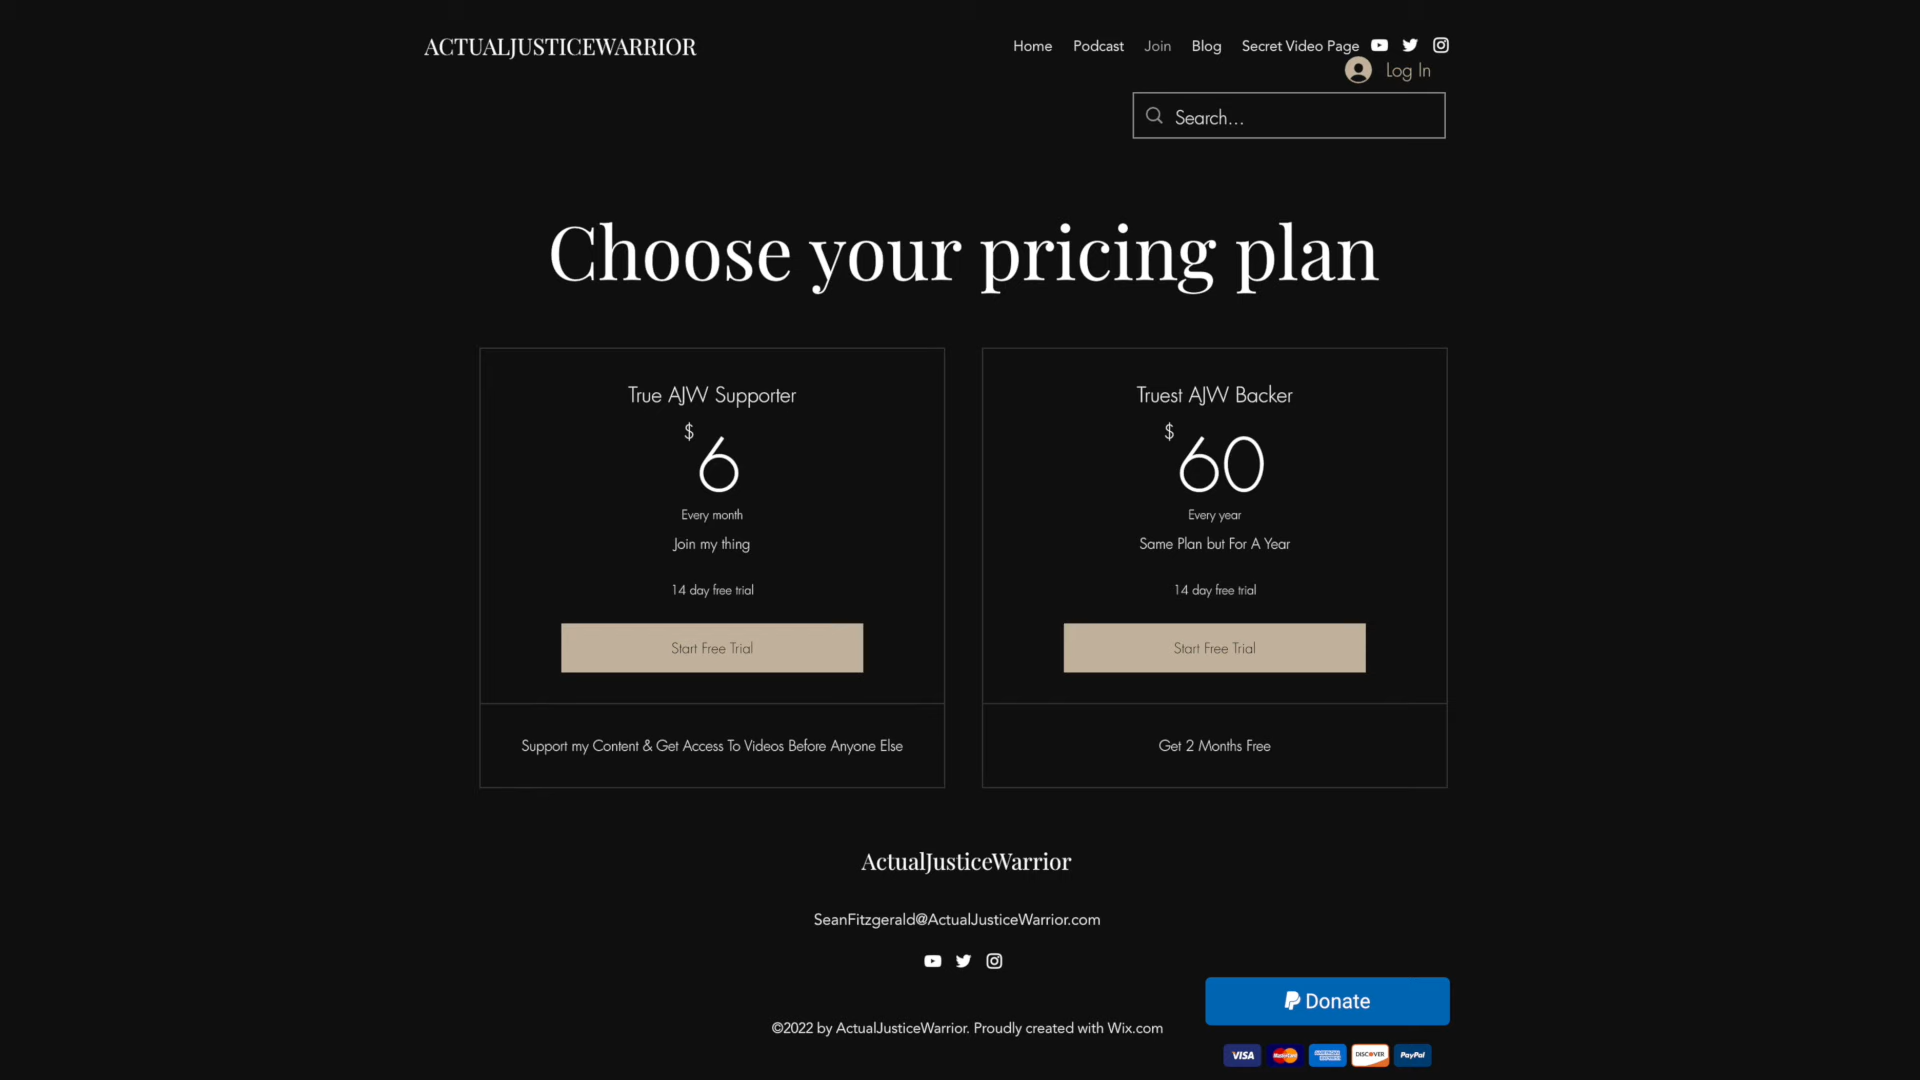 ACTUALJUSTICEWARRIOR
Home Podcast Join Blog Secret Video Page
Log In
Search...
Choose your pricing plan
True AJW Supporter
$6
Every month
Join my thing
14 day free trial
Start Free Trial
Support my Content & Get Access To Videos Before Anyone Else
Truest AJW Backer
$60
Every year
Same Plan but For A Year
14 day free trial
Start Free Trial
Get 2 Months Free
ActualJusticeWarrior
SeanFitzgerald@ActualJusticeWarrior.com
Donate
©2022 by ActualJusticeWarrior. Proudly created with Wix.com
VISA MasterCard AMERICAN EXPRESS DISCOVER PayPal